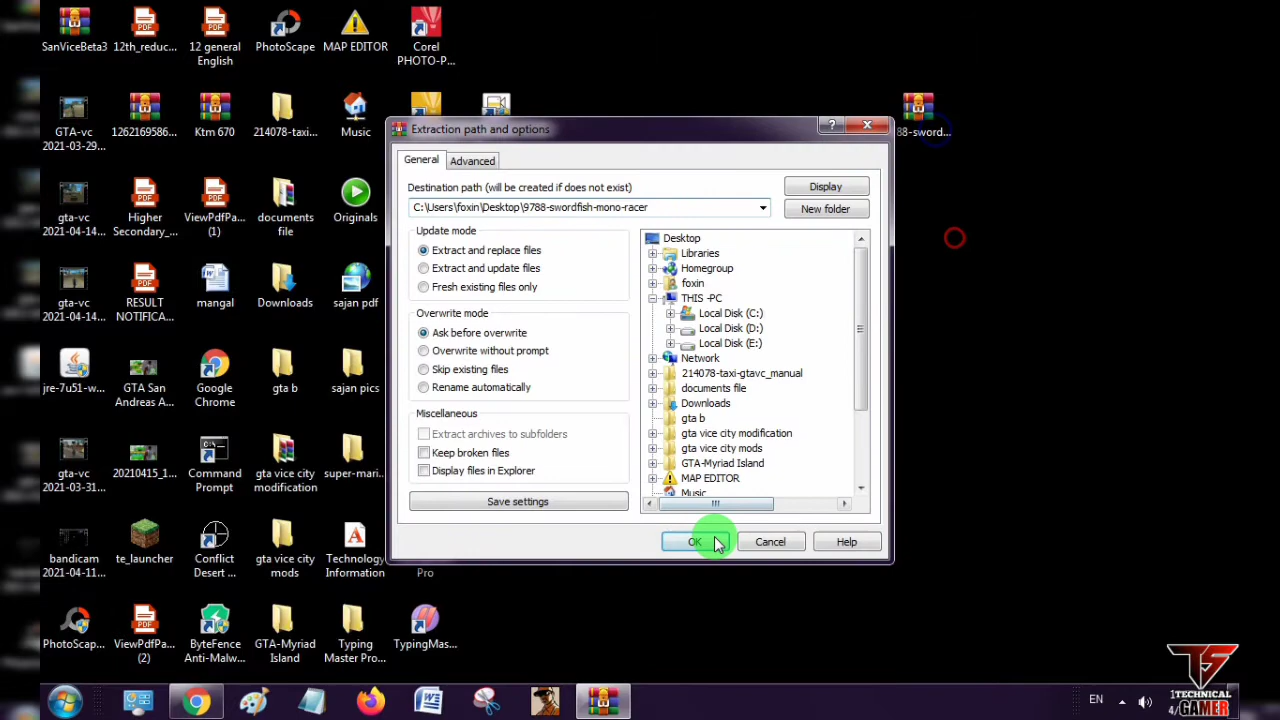 SanViceBeta3
12th_reduc...
12 general
English
PhotoScape
MAP EDITOR
Corel
PHOTO-P...
GTA-vc
2021-03-29...
1262169586...
Ktm 670
214078-taxi...
Music
88-sword...
gta-vc
2021-04-14...
Higher
Secondary_...
ViewPdfPa...
(1)
documents
file
Originals
gta-vc
2021-04-14...
RESULT
NOTIFICA...
mangal
Downloads
sajan pdf
jre-7u51-w...
GTA San
Andreas A...
Google
Chrome
gta b
sajan pics
gta-vc
2021-03-31...
20210415_1...
Command
Prompt
gta vice city
modification
super-mari...
bandicam
2021-04-11...
te_launcher
Conflict
Desert ...
gta vice city
mods
Technology
Information
Pro
PhotoScap...
ViewPdfPa...
(2)
ByteFence
Anti-Malw...
GTA-Myriad
Island
Typing
Master Pro...
TypingMas...
Extraction path and options
General
Advanced
Destination path (will be created if does not exist)
C:\Users\foxin\Desktop\9788-swordfish-mono-racer
Display
New folder
Update mode
Extract and replace files
Extract and update files
Fresh existing files only
Overwrite mode
Ask before overwrite
Overwrite without prompt
Skip existing files
Rename automatically
Miscellaneous
Extract archives to subfolders
Keep broken files
Display files in Explorer
Save settings
Desktop
Libraries
Homegroup
foxin
THIS -PC
Local Disk (C:)
Local Disk (D:)
Local Disk (E:)
Network
214078-taxi-gtavc_manual
documents file
Downloads
gta b
gta vice city modification
gta vice city mods
GTA-Myriad Island
MAP EDITOR
Music
OK
Cancel
Help
EN
TS
TECHNICAL
GAMER